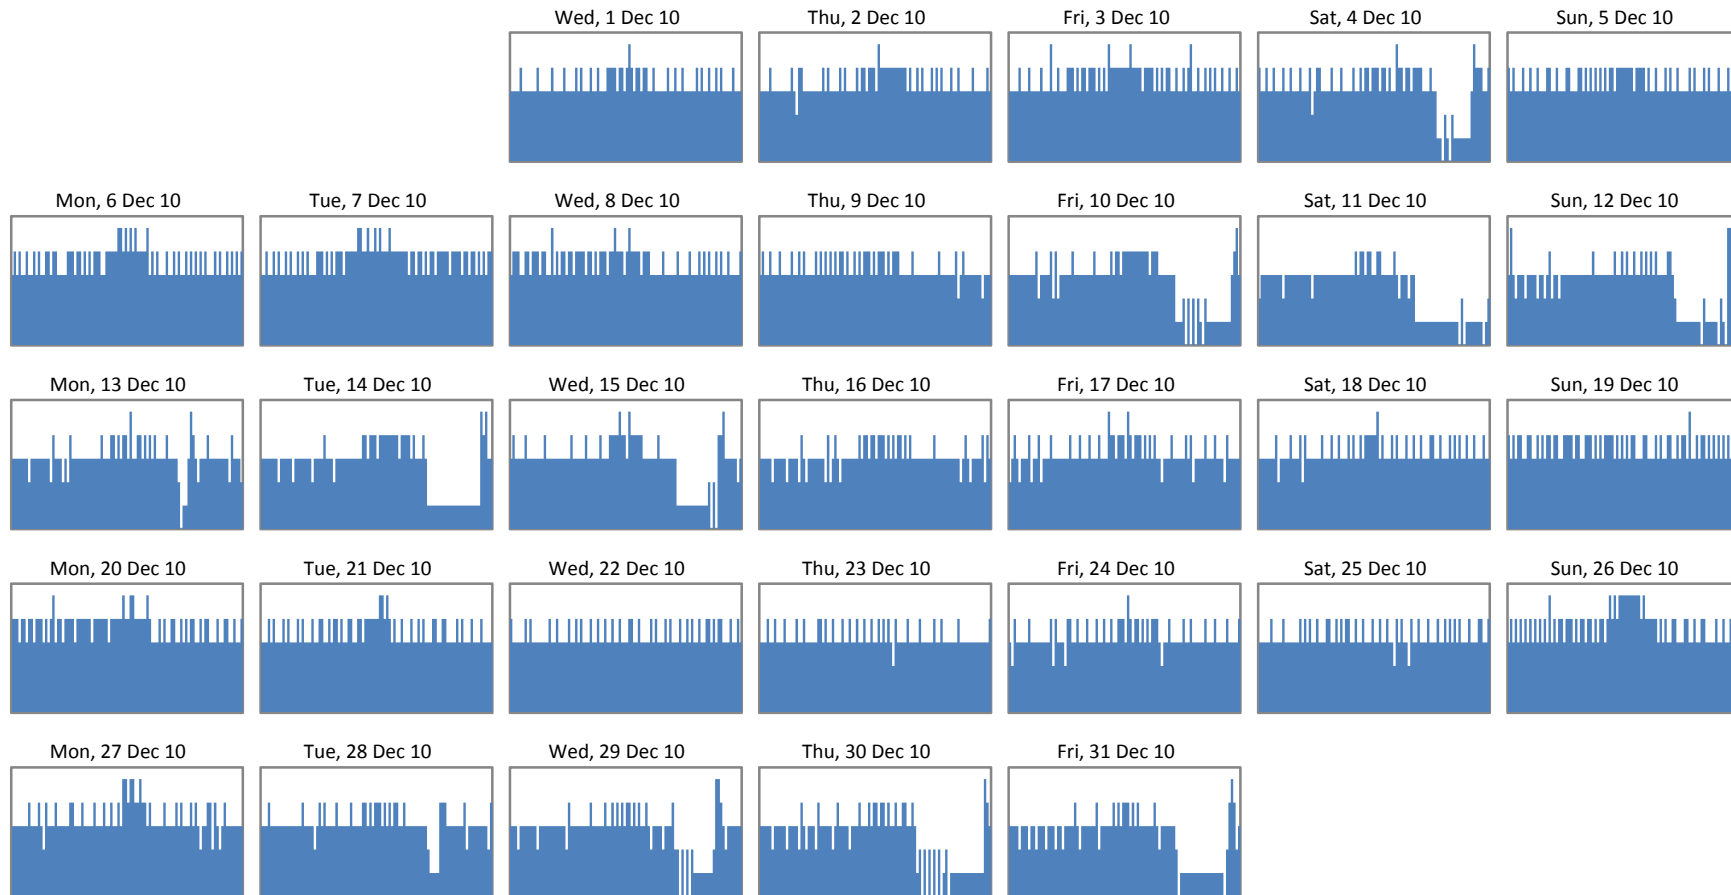 Wed, 1 Dec 10
Thu, 2 Dec 10
Fri, 3 Dec 10
Sat, 4 Dec 10
Sun, 5 Dec 10
Mon, 6 Dec 10
Tue, 7 Dec 10
Wed, 8 Dec 10
Thu, 9 Dec 10
Fri, 10 Dec 10
Sat, 11 Dec 10
Sun, 12 Dec 10
Mon, 13 Dec 10
Tue, 14 Dec 10
Wed, 15 Dec 10
Thu, 16 Dec 10
Fri, 17 Dec 10
Sat, 18 Dec 10
Sun, 19 Dec 10
Mon, 20 Dec 10
Tue, 21 Dec 10
Wed, 22 Dec 10
Thu, 23 Dec 10
Fri, 24 Dec 10
Sat, 25 Dec 10
Sun, 26 Dec 10
Mon, 27 Dec 10
Tue, 28 Dec 10
Wed, 29 Dec 10
Thu, 30 Dec 10
Fri, 31 Dec 10